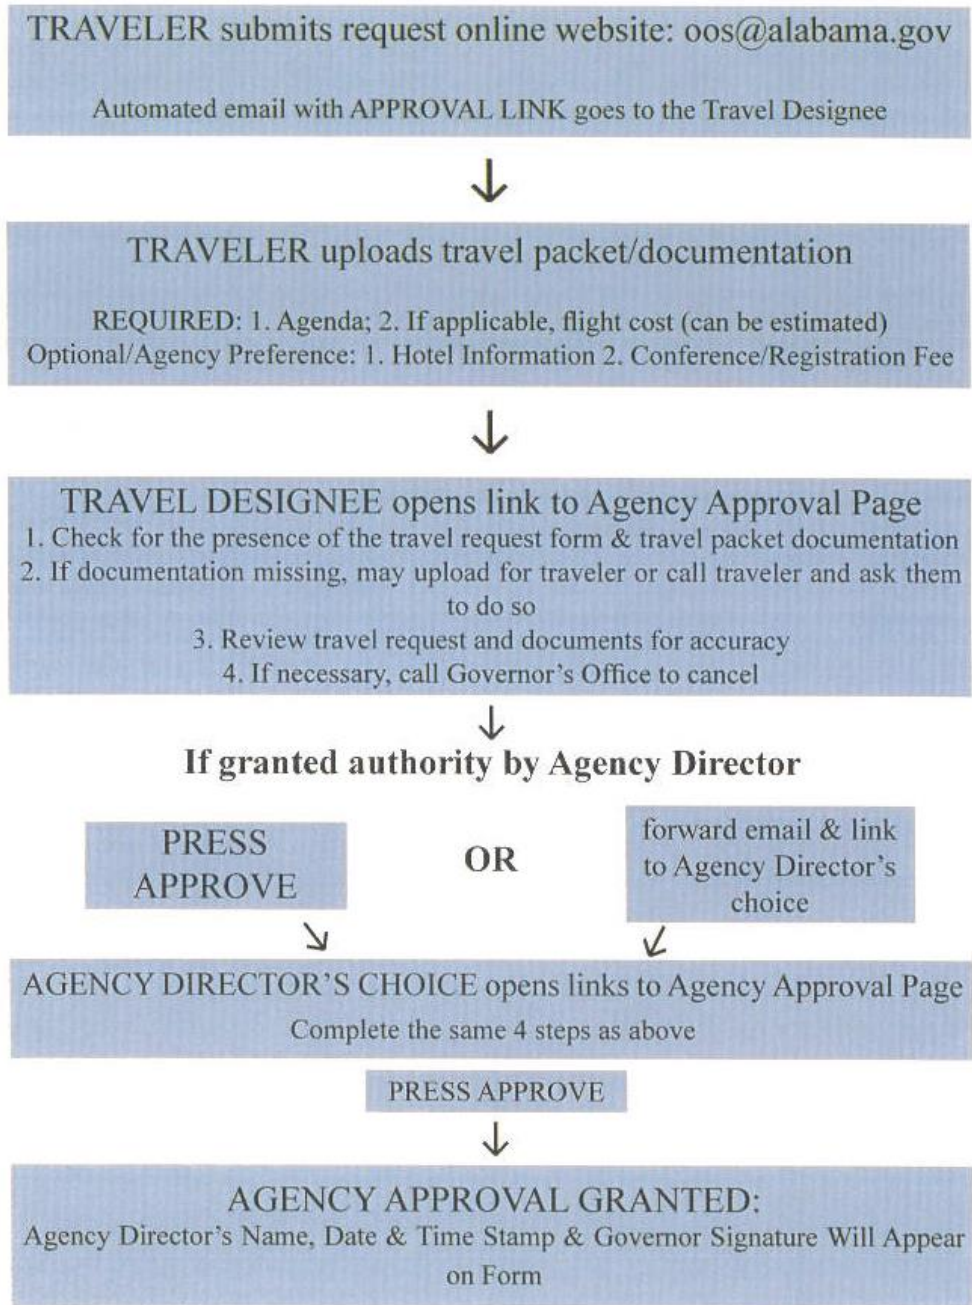 TRAVELER submits request online website: oos@alabama.gov
Automated email with APPROVAL LINK goes to the Travel Designee
TRAVELER uploads travel packet/documentation
REQUIRED: 1. Agenda; 2. If applicable, flight cost (can be estimated)
Optional/Agency Preference: 1. Hotel Information 2. Conference/Registration Fee
TRAVEL DESIGNEE opens link to Agency Approval Page
1. Check for the presence of the travel request form & travel packet documentation
2. If documentation missing, may upload for traveler or call traveler and ask them
to do so
3. Review travel request and documents for accuracy
4. If necessary, call Governor's Office to cancel
If granted authority by Agency Director
PRESS
APPROVE
OR
forward email & link
to Agency Director's
choice
AGENCY DIRECTOR'S CHOICE opens links to Agency Approval Page
Complete the same 4 steps as above
PRESS APPROVE
AGENCY APPROVAL GRANTED:
Agency Director's Name, Date & Time Stamp & Governor Signature Will Appear
on Form